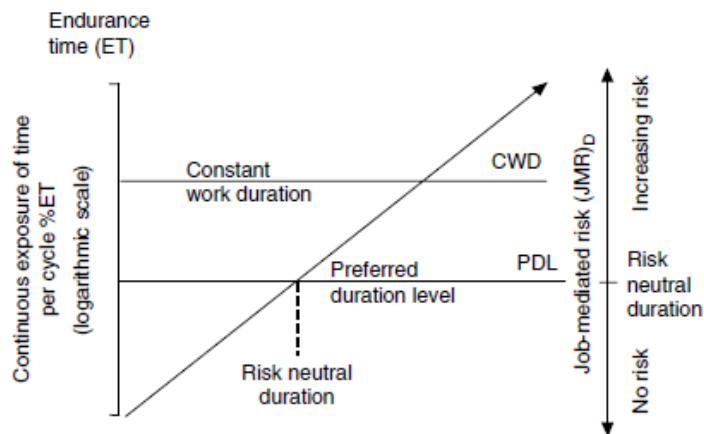 Endurance
time (ET)
Continuous exposure of time
per cycle %ET
(logarithmic scale)
Constant
work duration
CWD
Preferred
duration level
PDL
Risk neutral
duration
Job-mediated risk (JMR)D
Increasing risk
Risk
neutral
duration
No risk